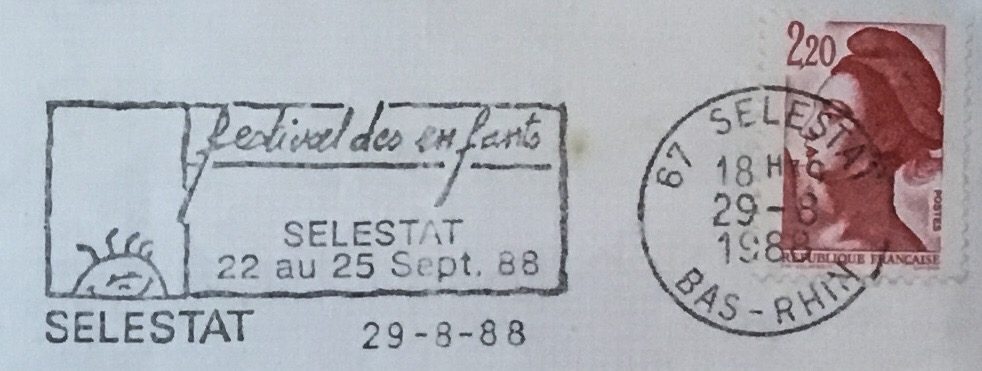 festival des enfants
SELESTAT
22 au 25 Sept. 88
SELESTAT 29-8-88
67 SELESTAT
18 H
29-8
1988
BAS-RHIN
2,20
POSTES
REPUBLIQUE FRANCAISE